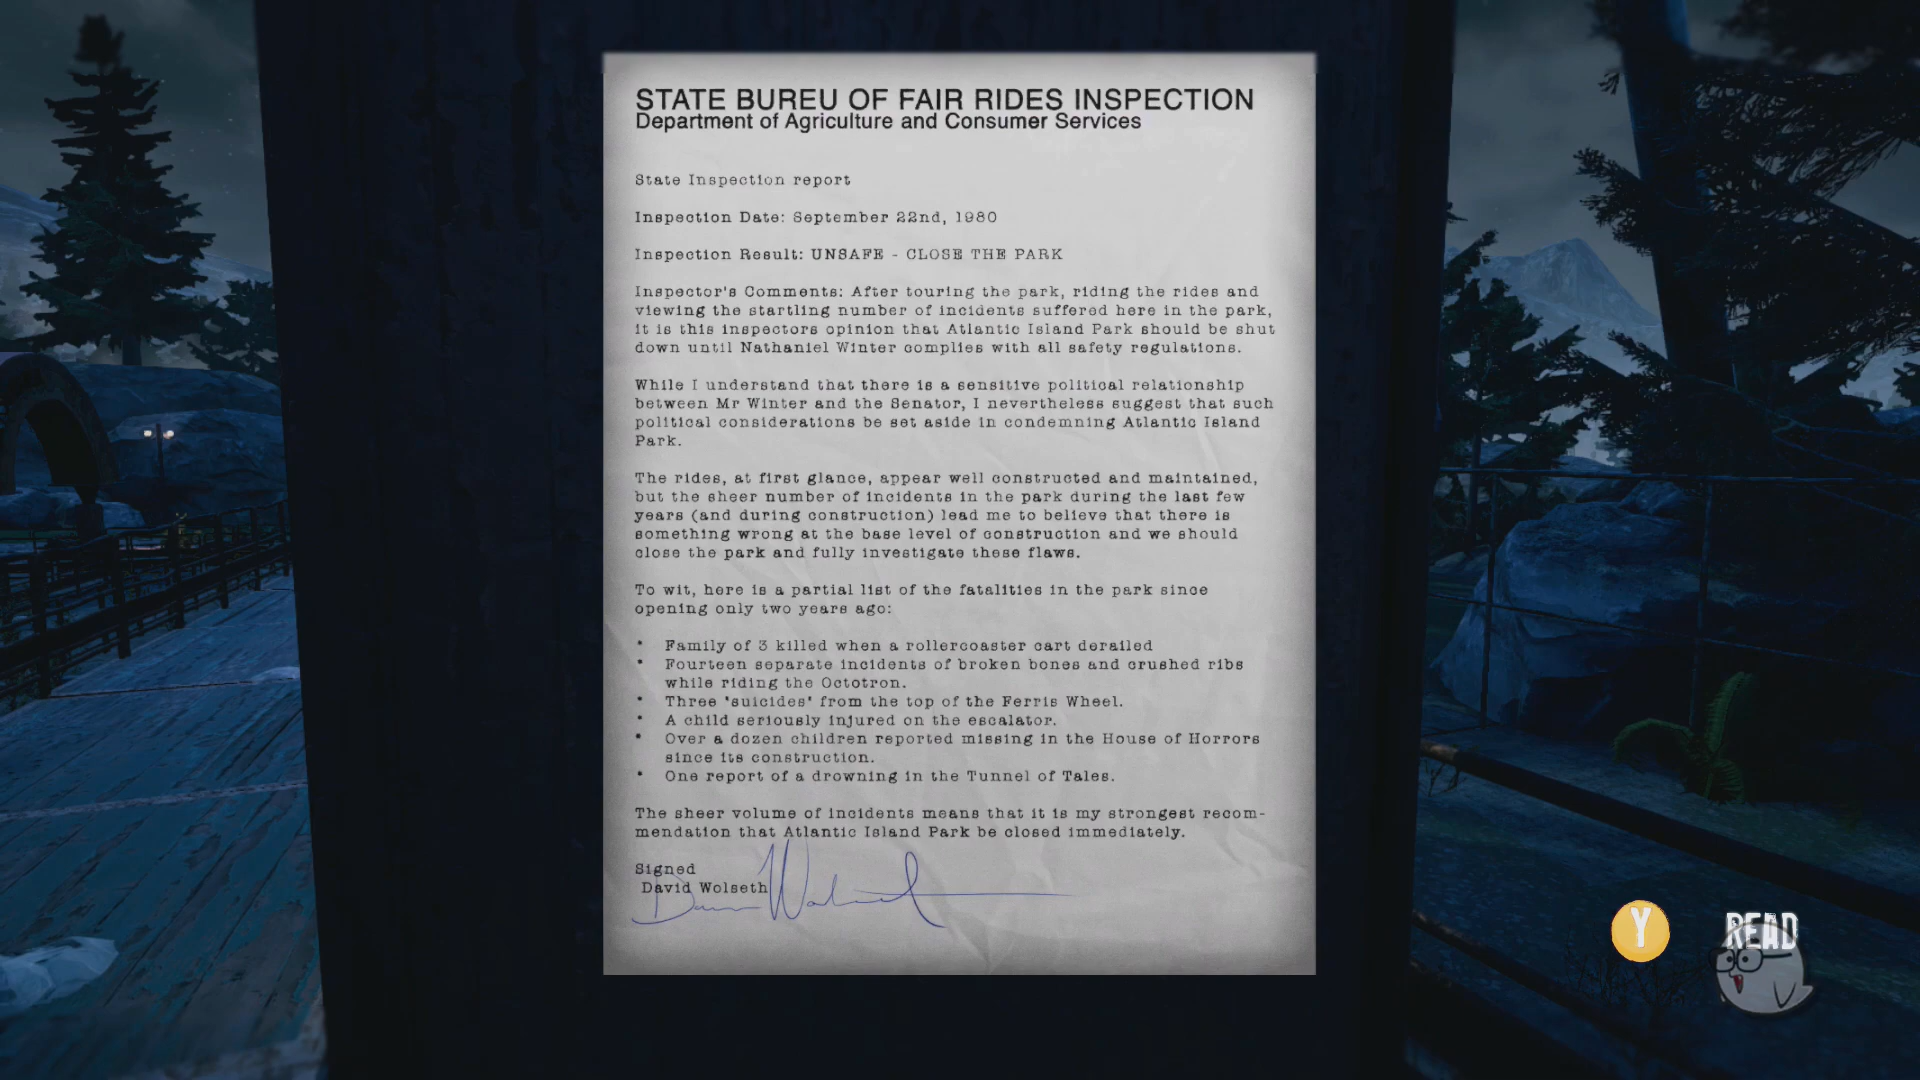 STATE BUREU OF FAIR RIDES INSPECTION
Department of Agriculture and Consumer Services
State Inspection report
Inspection Date: September 22nd, 1980
Inspection Result: UNSAFE - CLOSE THE PARK
Inspector's Comments: After touring the park, riding the rides and
viewing the startling number of incidents suffered here in the park,
it is this inspectors opinion that Atlantic Island Park should be shut
down until Nathaniel Winter complies with all safety regulations.
While I understand that there is a sensitive political relationship
between Mr Winter and the Senator, I nevertheless suggest that such
political considerations be set aside in condemning Atlantic Island
Park.
The rides, at first glance, appear well constructed and maintained,
but the sheer number of incidents in the park during the last few
years (and during construction) lead me to believe that there is
something wrong at the base level of construction and we should
close the park and fully investigate these flaws.
To wit, here is a partial list of the fatalities in the park since
opening only two years ago:
* Family of 3 killed when a rollercoaster cart derailed
* Fourteen separate incidents of broken bones and crushed ribs
while riding the Octotron.
* Three 'suicides' from the top of the Ferris Wheel.
* A child seriously injured on the escalator.
* Over a dozen children reported missing in the House of Horrors
since its construction.
* One report of a drowning in the Tunnel of Tales.
The sheer volume of incidents means that it is my strongest recom-
mendation that Atlantic Island Park be closed immediately.
Signed
David Wolseth
Y READ